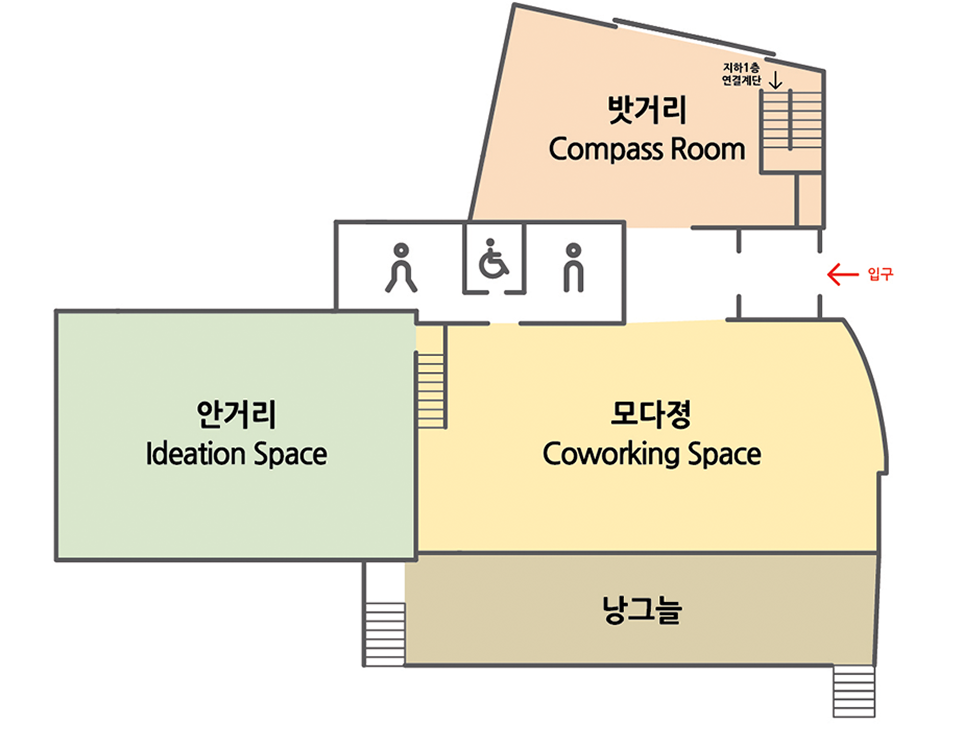 지하1층
연결계단
밧거리
Compass Room
입구
안거리
Ideation Space
모다졍
Coworking Space
낭그늘